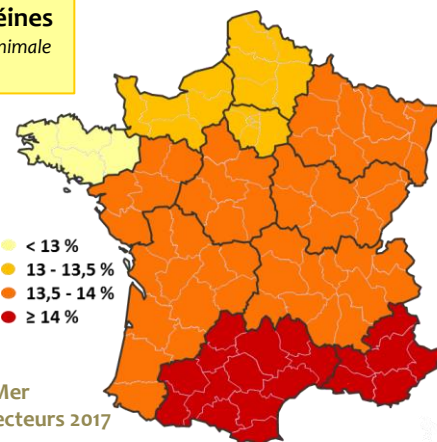 éines
nimale
< 13 %
13 - 13,5 %
13,5 - 14 %
≥ 14 %
Mer
ecteurs 2017